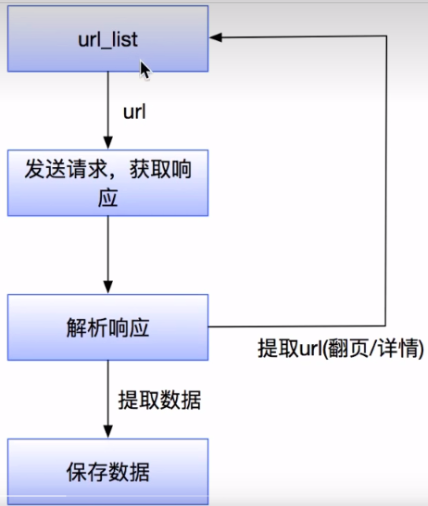 url_list
url
发送请求，获取响
应
解析响应
提取url(翻页/详情)
提取数据
保存数据